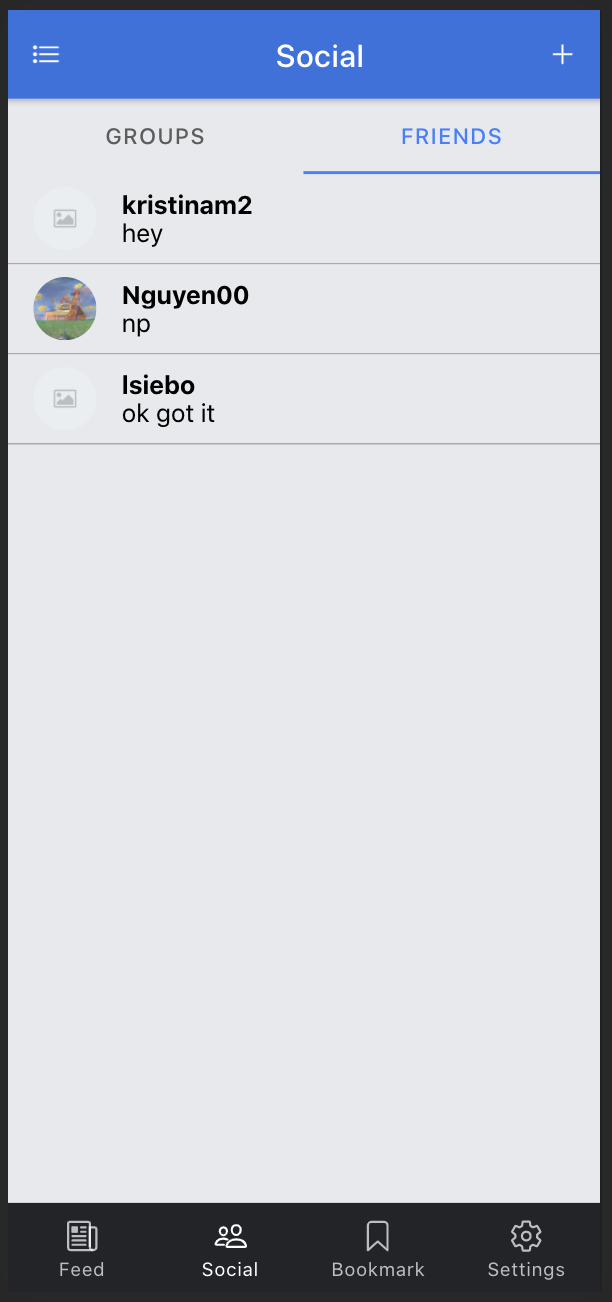 Social
GROUPS
FRIENDS
kristinam2
hey
Nguyen00
np
lsiebo
ok got it
Feed
Social
Bookmark
Settings